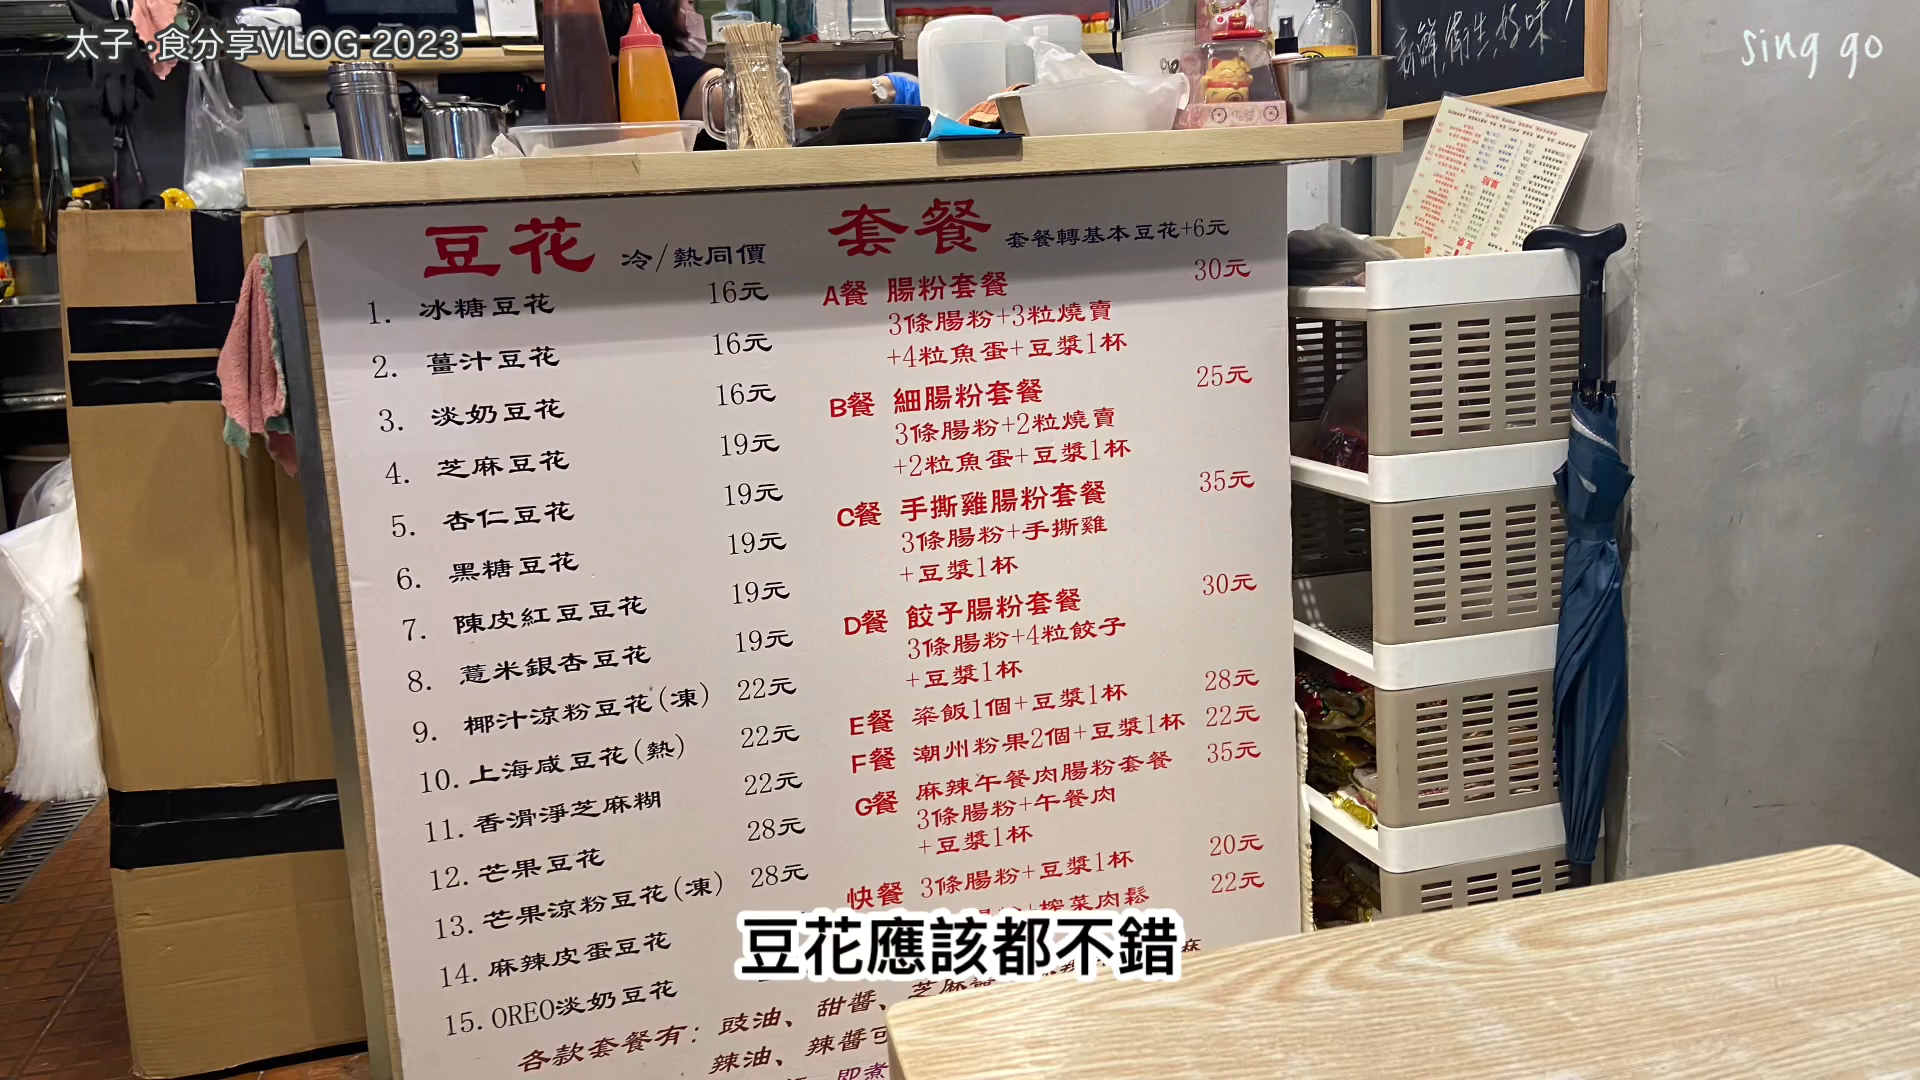 太子 ·食分享VLOG 2023
sing go
新鮮,衛生,好味!
豆花 冷/熱同價
1. 冰糖豆花 16元
2. 薑汁豆花 16元
3. 淡奶豆花 16元
4. 芝麻豆花 19元
5. 杏仁豆花 19元
6. 黑糖豆花 19元
7. 陳皮紅豆豆花 19元
8. 薏米銀杏豆花 19元
9. 椰汁涼粉豆花(凍) 22元
10. 上海咸豆花(熱) 22元
11. 香滑淨芝麻糊 22元
12. 芒果豆花 28元
13. 芒果涼粉豆花(凍) 28元
14. 麻辣皮蛋豆花
15. OREO淡奶豆花
套餐 套餐轉基本豆花+6元
A餐 腸粉套餐 30元
3條腸粉+3粒燒賣
+4粒魚蛋+豆漿1杯
B餐 細腸粉套餐 25元
3條腸粉+2粒燒賣
+2粒魚蛋+豆漿1杯
C餐 手撕雞腸粉套餐 35元
3條腸粉+手撕雞
+豆漿1杯
D餐 餃子腸粉套餐 30元
3條腸粉+4粒餃子
+豆漿1杯
E餐 粢飯1個+豆漿1杯 28元
F餐 潮州粉果2個+豆漿1杯 22元
G餐 麻辣午餐肉腸粉套餐 35元
3條腸粉+午餐肉
+豆漿1杯
快餐 3條腸粉+豆漿1杯 20元
腸粉+榨菜肉鬆 22元
各款套餐有：豉油、甜醬、芝麻醬
辣油、辣醬可
即煮
豆花應該都不錯